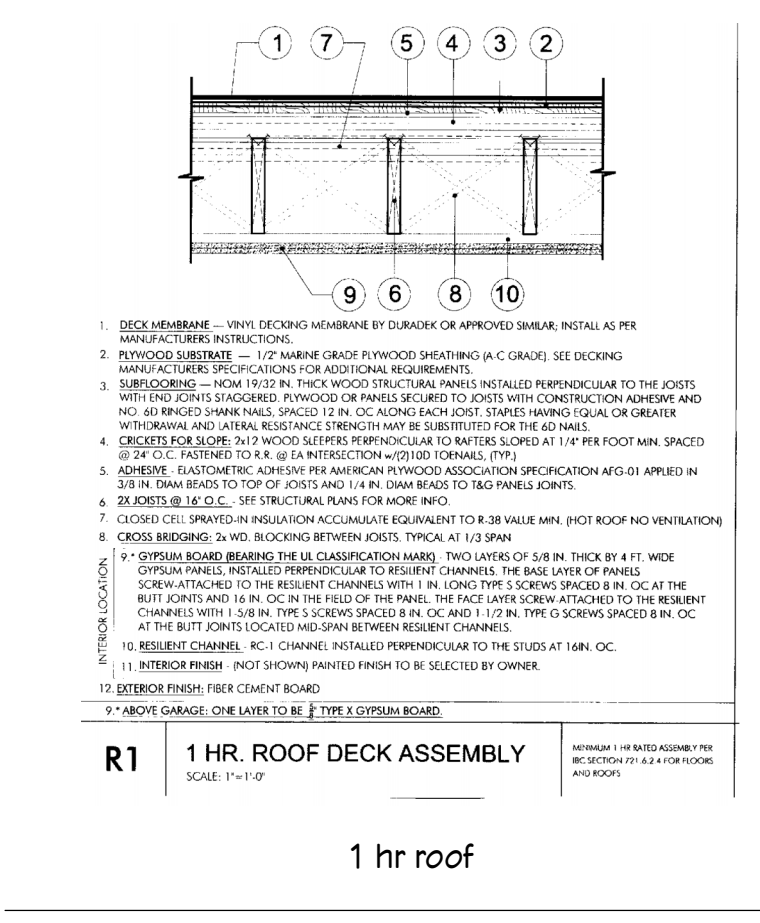 1 7 5 4 3 2
9 6 8 10
1. DECK MEMBRANE — VINYL DECKING MEMBRANE BY DURADEK OR APPROVED SIMILAR; INSTALL AS PER
MANUFACTURERS INSTRUCTIONS.
2. PLYWOOD SUBSTRATE — 1/2" MARINE GRADE PLYWOOD SHEATHING (A-C GRADE). SEE DECKING
MANUFACTURERS SPECIFICATIONS FOR ADDITIONAL REQUIREMENTS.
3. SUBFLOORING — NOM 19/32 IN. THICK WOOD STRUCTURAL PANELS INSTALLED PERPENDICULAR TO THE JOISTS
WITH END JOINTS STAGGERED. PLYWOOD OR PANELS SECURED TO JOISTS WITH CONSTRUCTION ADHESIVE AND
NO. 6D RINGED SHANK NAILS, SPACED 12 IN. OC ALONG EACH JOIST. STAPLES HAVING EQUAL OR GREATER
WITHDRAWAL AND LATERAL RESISTANCE STRENGTH MAY BE SUBSTITUTED FOR THE 6D NAILS.
4. CRICKETS FOR SLOPE: 2x12 WOOD SLEEPERS PERPENDICULAR TO RAFTERS SLOPED AT 1/4" PER FOOT MIN. SPACED
@ 24" O.C. FASTENED TO R.R. @ EA INTERSECTION w/(2)10D TOENAILS, (TYP.)
5. ADHESIVE - ELASTOMETRIC ADHESIVE PER AMERICAN PLYWOOD ASSOCIATION SPECIFICATION AFG-01 APPLIED IN
3/8 IN. DIAM BEADS TO TOP OF JOISTS AND 1/4 IN. DIAM BEADS TO T&G PANELS JOINTS.
6. 2X JOISTS @ 16" O.C. - SEE STRUCTURAL PLANS FOR MORE INFO.
7. CLOSED CELL SPRAYED-IN INSULATION ACCUMULATE EQUIVALENT TO R-38 VALUE MIN. (HOT ROOF NO VENTILATION)
8. CROSS BRIDGING: 2x WD. BLOCKING BETWEEN JOISTS. TYPICAL AT 1/3 SPAN
INTERIOR LOCATION
9.* GYPSUM BOARD (BEARING THE UL CLASSIFICATION MARK) - TWO LAYERS OF 5/8 IN. THICK BY 4 FT. WIDE
GYPSUM PANELS, INSTALLED PERPENDICULAR TO RESILIENT CHANNELS. THE BASE LAYER OF PANELS
SCREW-ATTACHED TO THE RESILIENT CHANNELS WITH 1 IN. LONG TYPE S SCREWS SPACED 8 IN. OC AT THE
BUTT JOINTS AND 16 IN. OC IN THE FIELD OF THE PANEL. THE FACE LAYER SCREW-ATTACHED TO THE RESILIENT
CHANNELS WITH 1-5/8 IN. TYPE S SCREWS SPACED 8 IN. OC AND 1-1/2 IN. TYPE G SCREWS SPACED 8 IN. OC
AT THE BUTT JOINTS LOCATED MID-SPAN BETWEEN RESILIENT CHANNELS.
10. RESILIENT CHANNEL - RC-1 CHANNEL INSTALLED PERPENDICULAR TO THE STUDS AT 16IN. OC.
11. INTERIOR FINISH - (NOT SHOWN) PAINTED FINISH TO BE SELECTED BY OWNER.
12. EXTERIOR FINISH: FIBER CEMENT BOARD
9.* ABOVE GARAGE: ONE LAYER TO BE 5/8" TYPE X GYPSUM BOARD.
R1
1 HR. ROOF DECK ASSEMBLY
SCALE: 1"=1'-0"
MINIMUM 1 HR RATED ASSEMBLY PER
IBC SECTION 721.6.2.4 FOR FLOORS
AND ROOFS
1 hr roof